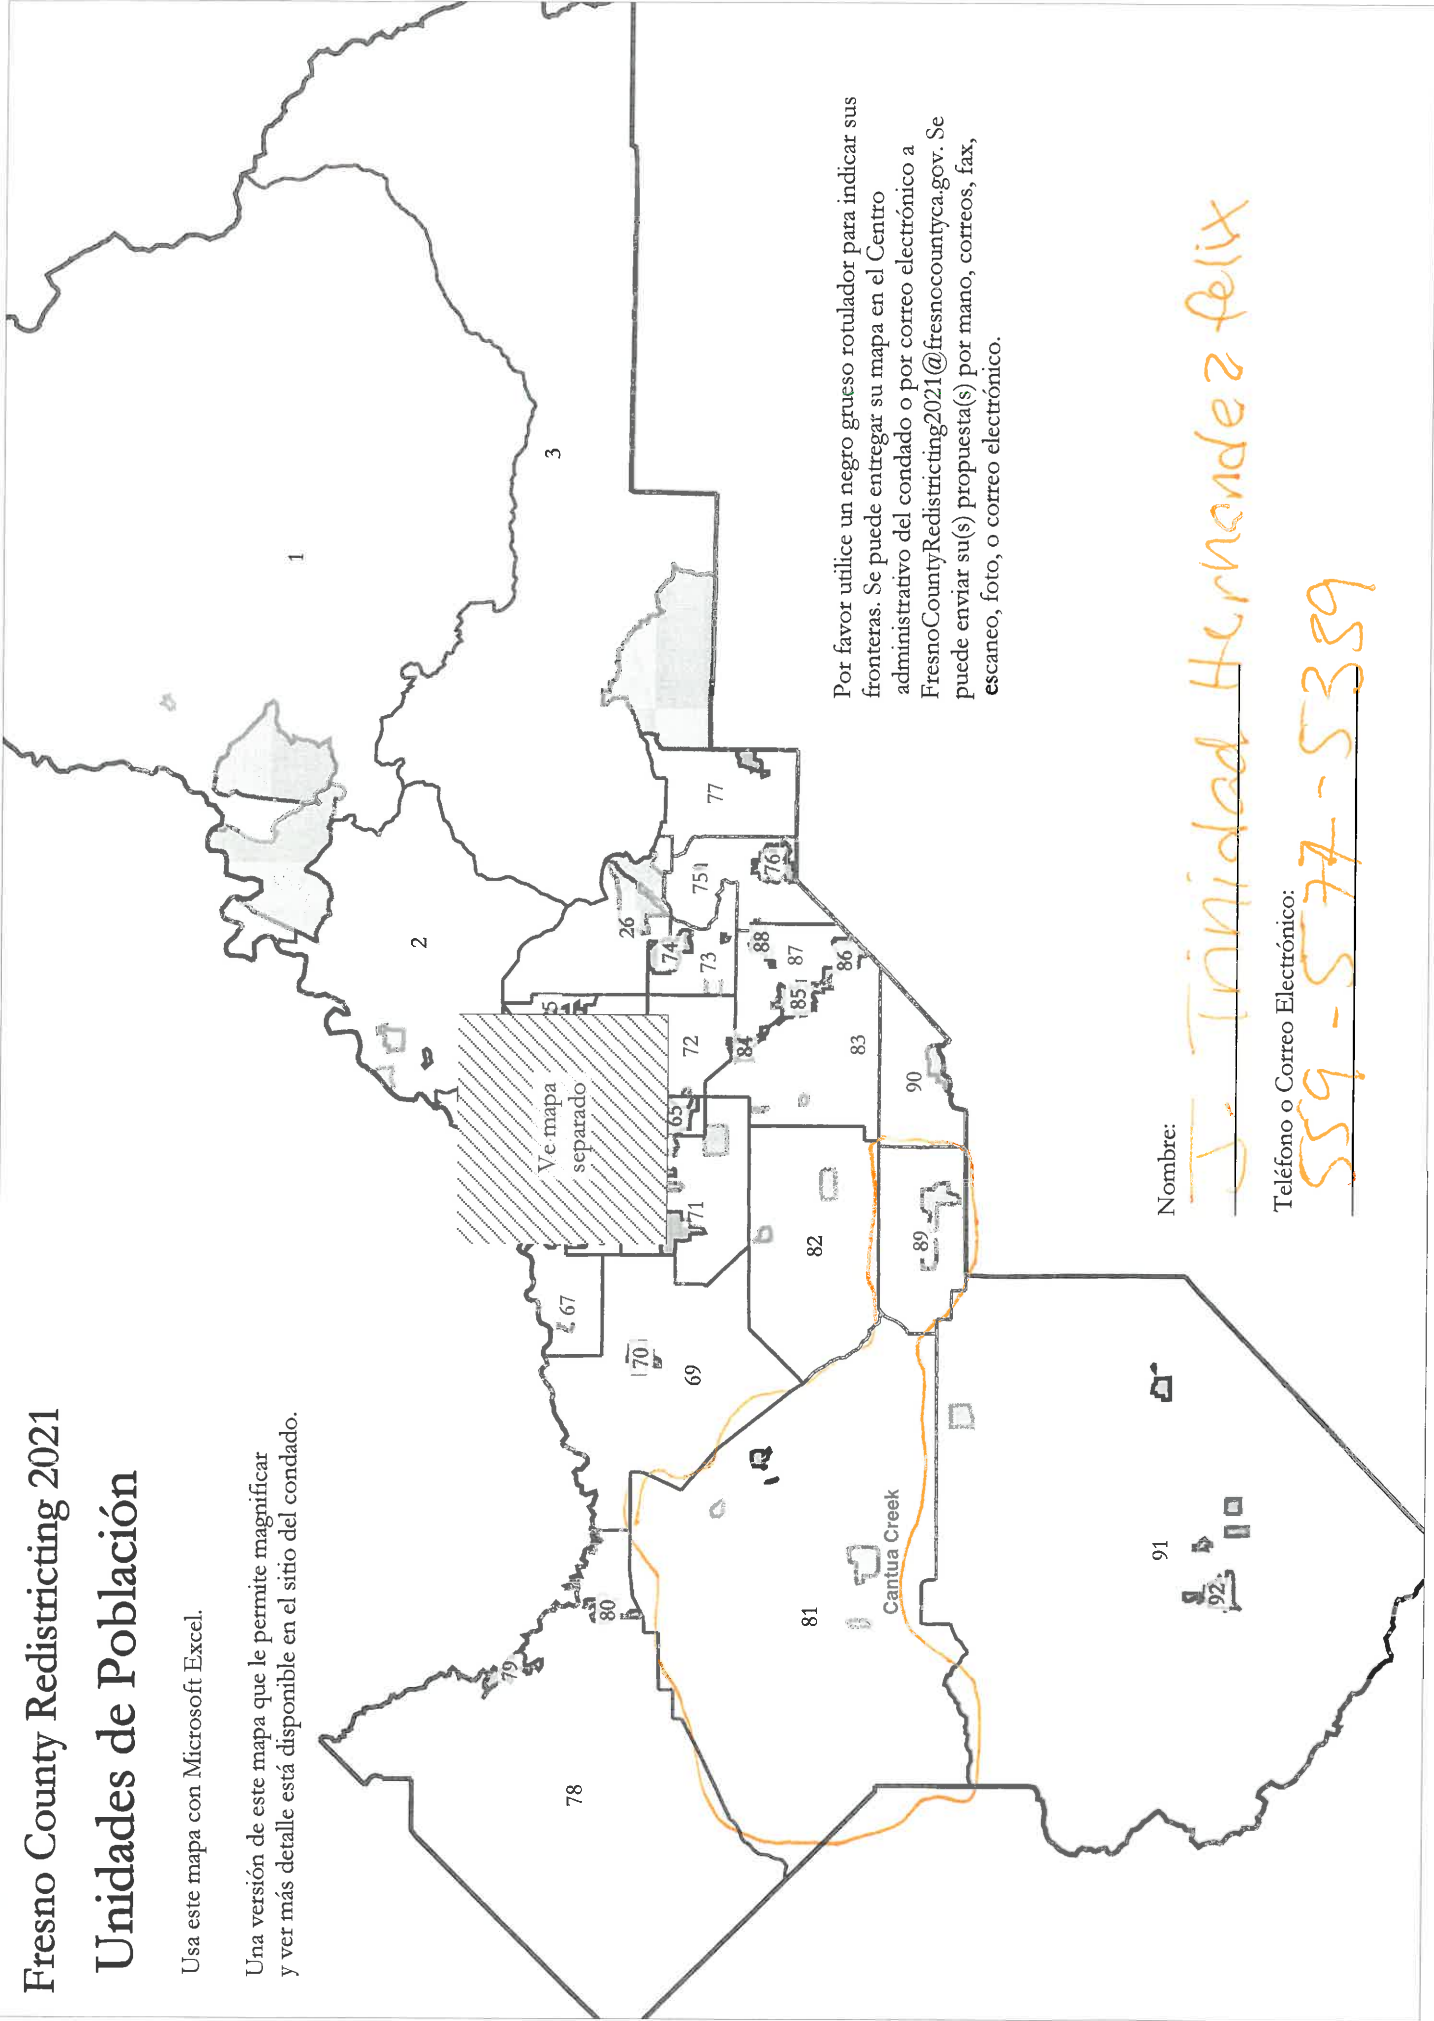 Fresno County Redistricting 2021
Unidades de Población
Usa este mapa con Microsoft Excel.
Una versión de este mapa que le permite magnificar
y ver más detalle está disponible en el sitio del condado.
1
2
3
Ve mapa
separado
26
65
67
69
70
71
72
73
74
75
76
77
78
79
80
81
82
83
84
85
86
87
88
89
90
91
92
Cantua Creek
Por favor utilice un negro grueso rotulador para indicar sus
fronteras. Se puede entregar su mapa en el Centro
administrativo del condado o por correo electrónico a
FresnoCountyRedistricting2021@fresnocountyca.gov. Se
puede enviar su(s) propuesta(s) por mano, correos, fax,
escaneo, foto, o correo electrónico.
Nombre:
J. Trinidad Hernandez felix
Teléfono o Correo Electrónico:
559-577-5339